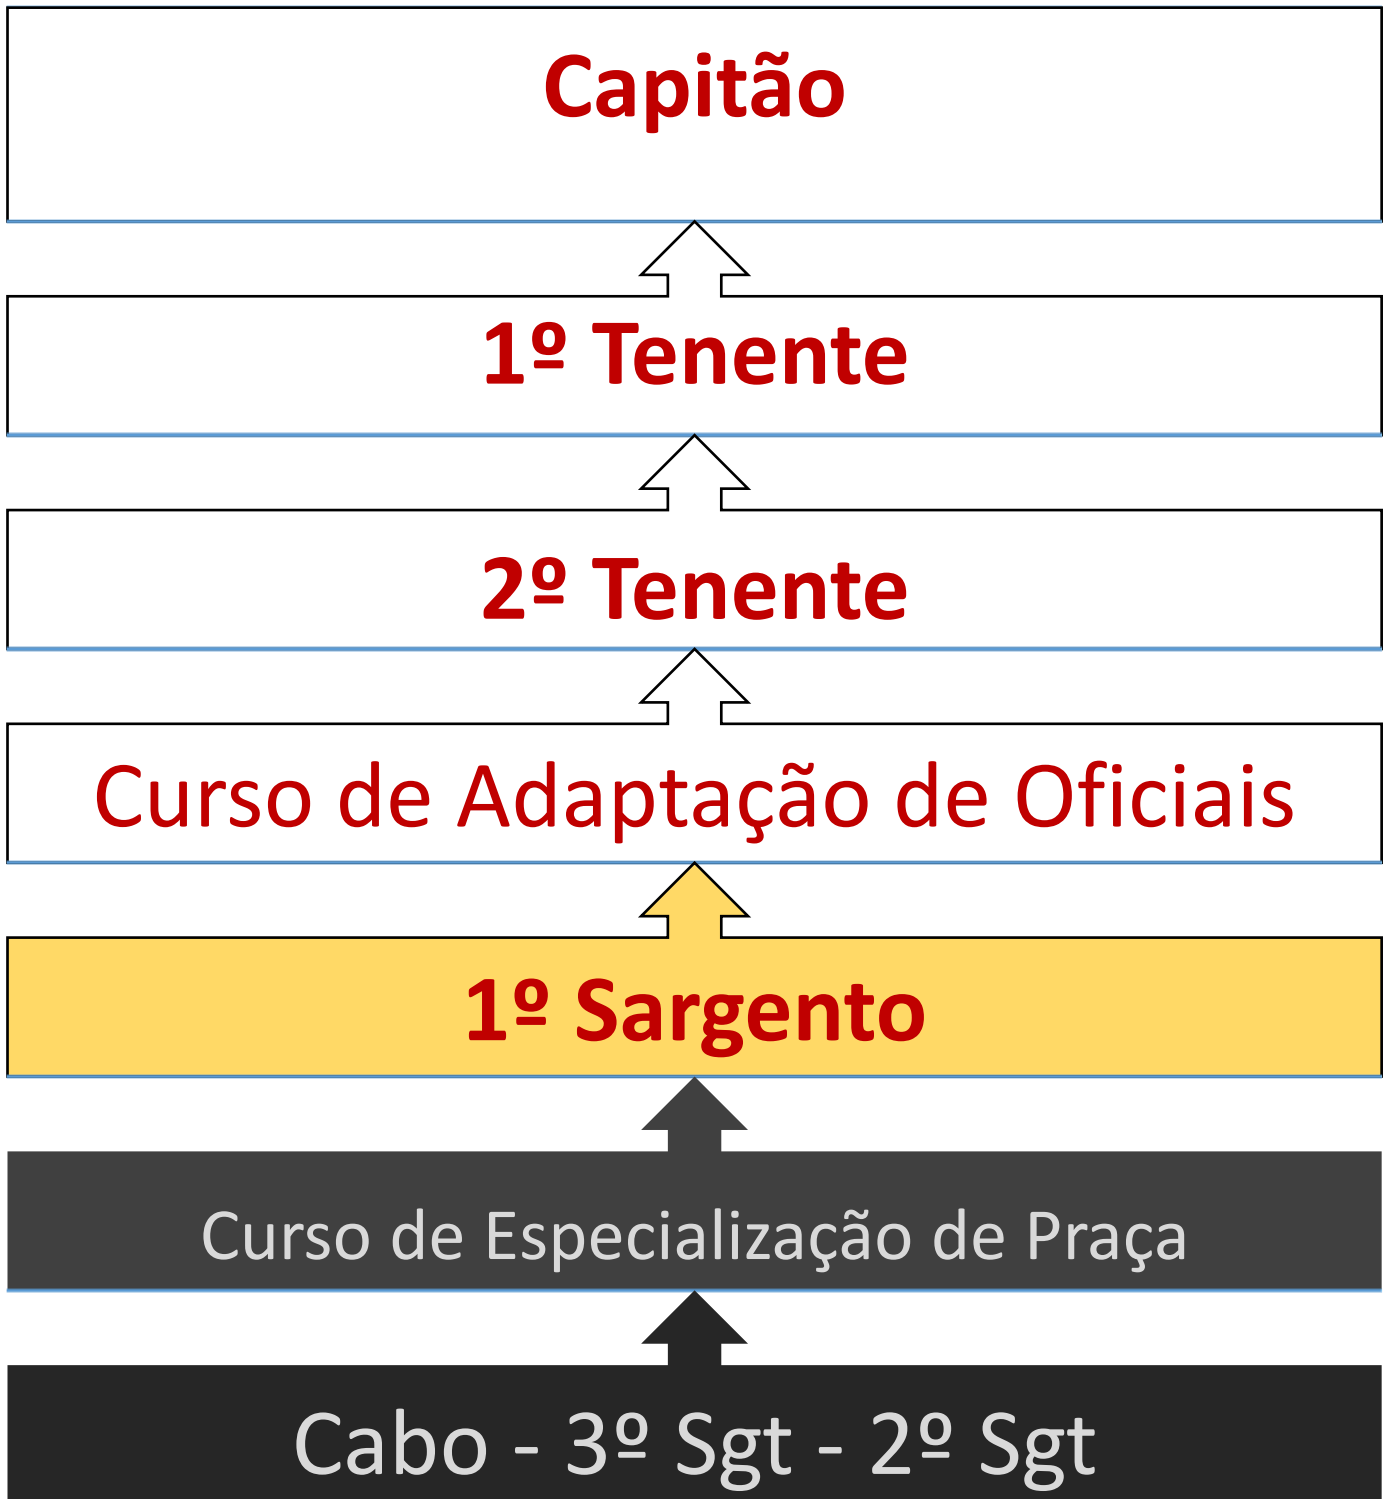 Capitão
1º Tenente
2º Tenente
Curso de Adaptação de Oficiais
1º Sargento
Curso de Especialização de Praça
Cabo - 3º Sgt - 2º Sgt